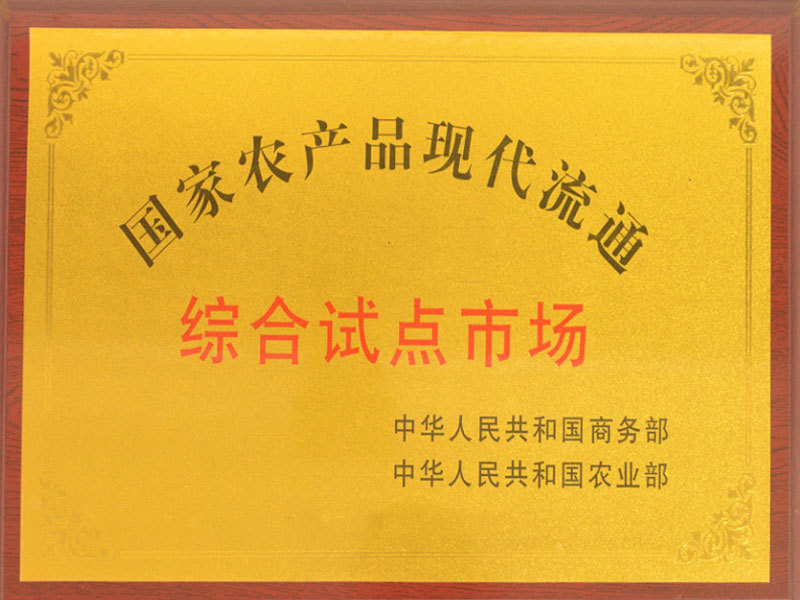 国家农产品现代流通
综合试点市场
中华人民共和国商务部
中华人民共和国农业部